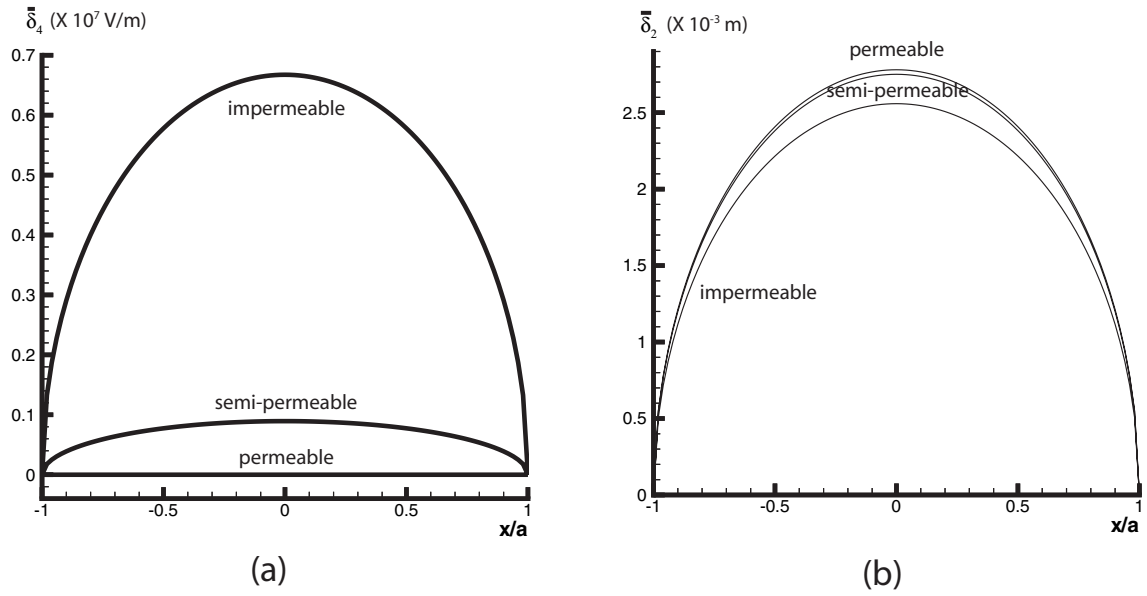 δ̄₄ (X 10⁷ V/m)
0.7
0.6
0.5
0.4
0.3
0.2
0.1
0
impermeable
semi-permeable
permeable
-1
-0.5
0
0.5
1
x/a
(a)
δ̄₂ (X 10⁻³ m)
2.5
2
1.5
1
0.5
0
permeable
semi-permeable
impermeable
-1
-0.5
0
0.5
1
x/a
(b)